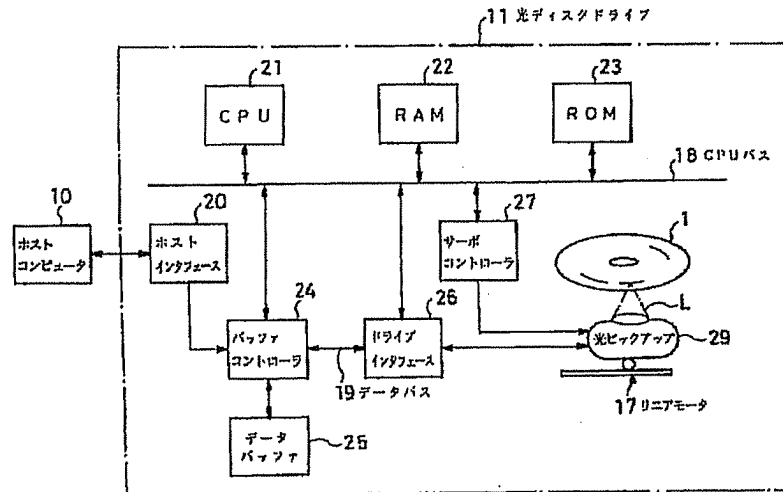 11 光ディスクドライブ
21
22
23
CPU
RAM
ROM
18 CPUバス
10
20
27
1
ホスト
コンピュータ
ホスト
インタフェース
サーボ
コントローラ
24
26
L
バッファ
コントローラ
ドライブ
インタフェース
光ピックアップ
29
19 データバス
17 リニアモータ
データ
バッファ
25